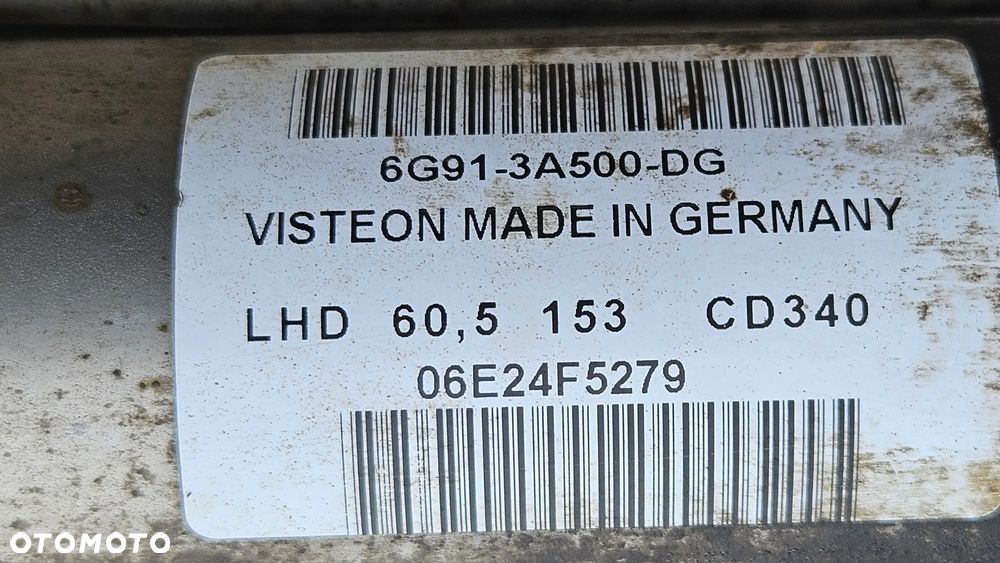 6G91-3A500-DG
VISTEON MADE IN GERMANY
LHD 60,5 153 CD340
06E24F5279
OTOMOTO